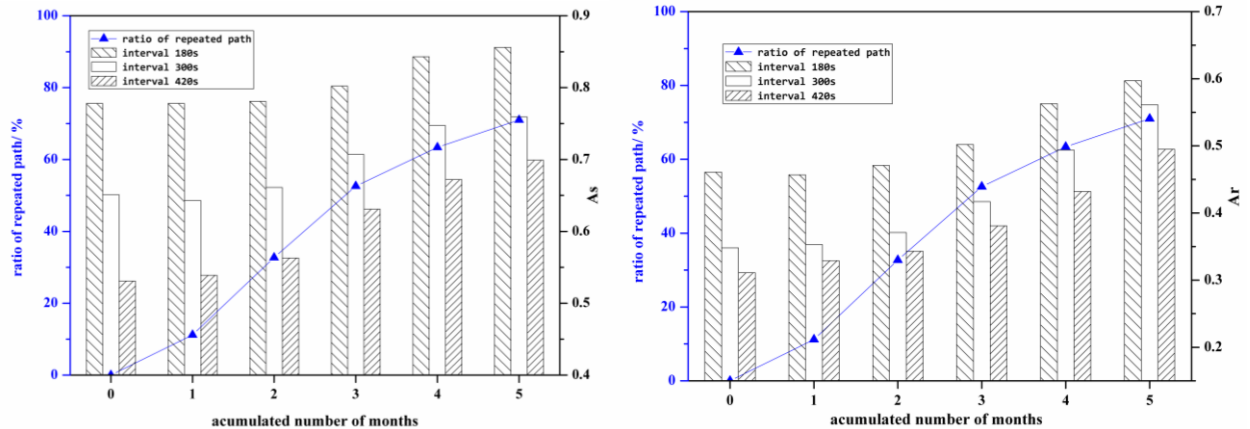 100
80
60
40
20
0
ratio of repeated path/ %
ratio of repeated path
interval 180s
interval 300s
interval 420s
0.9
0.8
0.7
0.6
0.5
0.4
As
0 1 2 3 4 5
acumulated number of months
100
80
60
40
20
0
ratio of repeated path/ %
ratio of repeated path
interval 180s
interval 300s
interval 420s
0.7
0.6
0.5
0.4
0.3
0.2
Ar
0 1 2 3 4 5
acumulated number of months